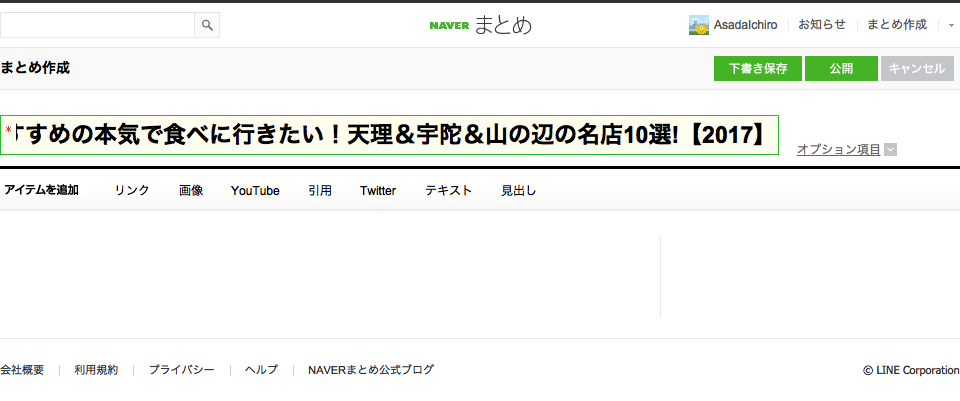 NAVER まとめ AsadaIchiro お知らせ まとめ作成
まとめ作成 下書き保存 公開 キャンセル
*すすめの本気で食べに行きたい！天理＆宇陀＆山の辺の名店10選!【2017】
オプション項目
アイテムを追加 リンク 画像 YouTube 引用 Twitter テキスト 見出し
会社概要 利用規約 プライバシー ヘルプ NAVERまとめ公式ブログ © LINE Corporation